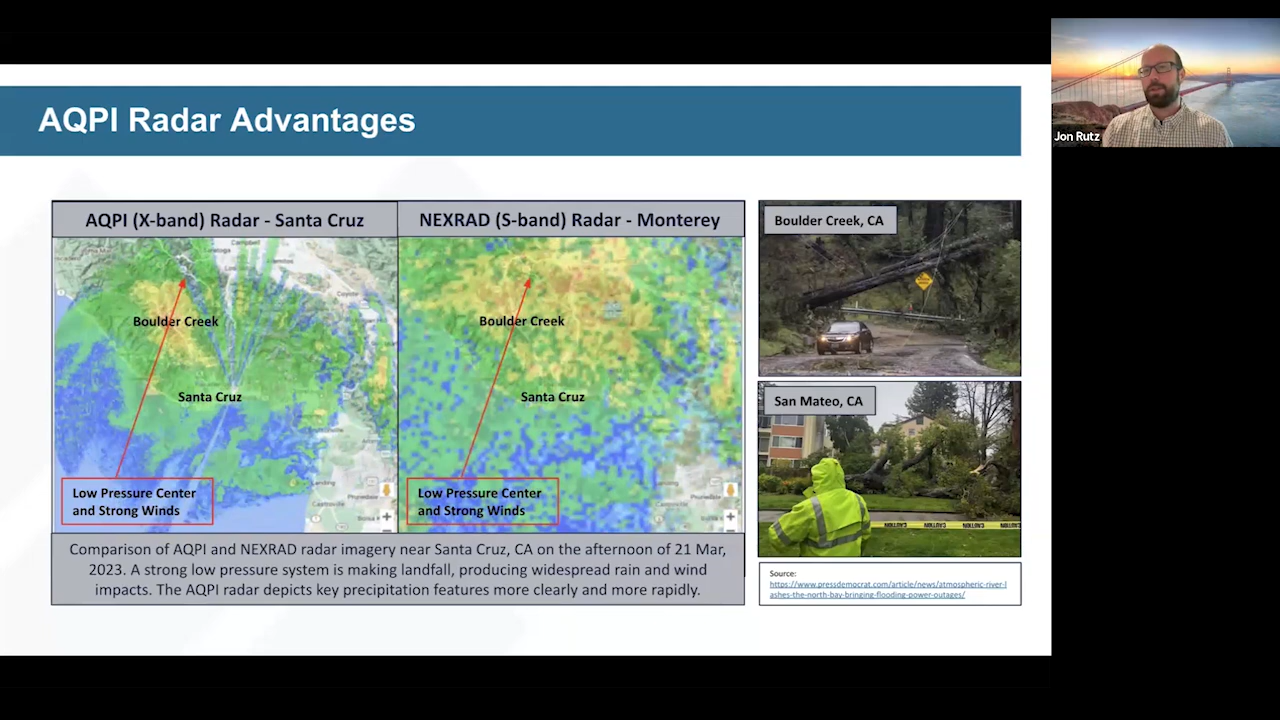 AQPI Radar Advantages
Jon Rutz
AQPI (X-band) Radar - Santa Cruz
NEXRAD (S-band) Radar - Monterey
Boulder Creek
Santa Cruz
Low Pressure Center
and Strong Winds
Boulder Creek
Santa Cruz
Low Pressure Center
and Strong Winds
Comparison of AQPI and NEXRAD radar imagery near Santa Cruz, CA on the afternoon of 21 Mar,
2023. A strong low pressure system is making landfall, producing widespread rain and wind
impacts. The AQPI radar depicts key precipitation features more clearly and more rapidly.
Boulder Creek, CA
San Mateo, CA
CAUTION CAUTION CAUTION CAUTION
Source:
https://www.pressdemocrat.com/article/news/atmospheric-river-l
ashes-the-north-bay-bringing-flooding-power-outages/